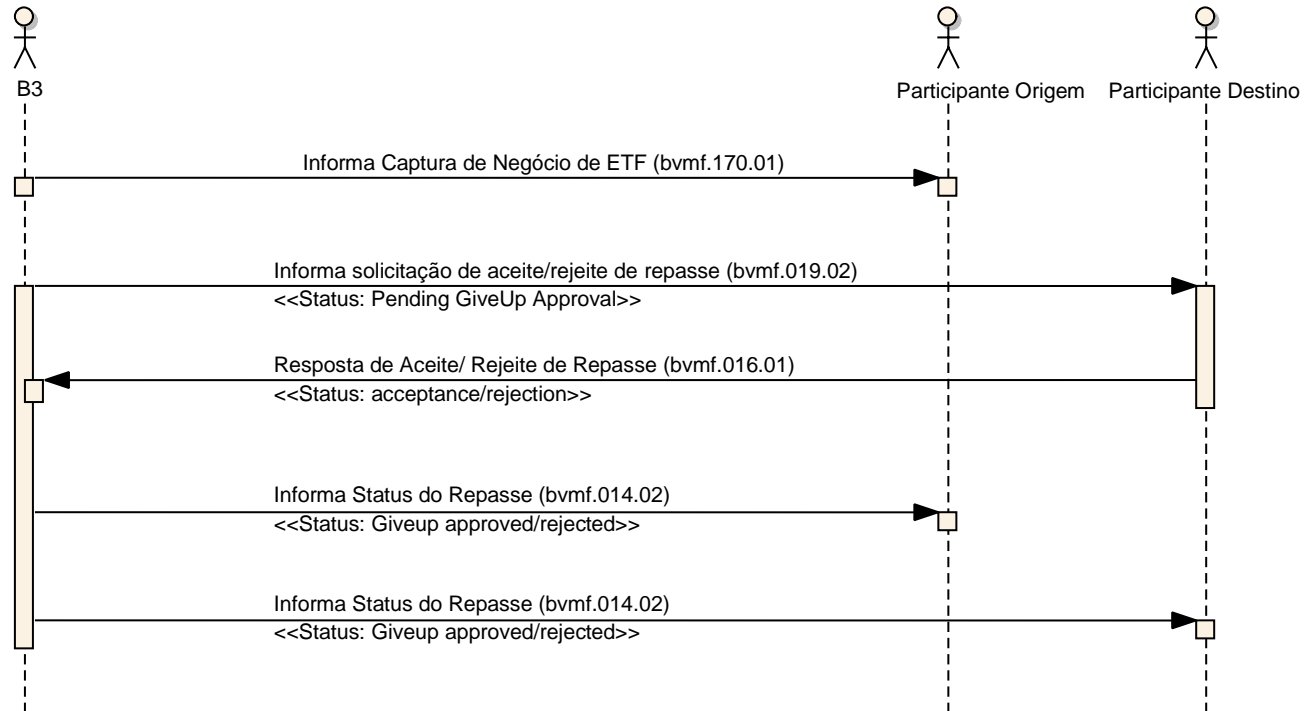 B3
Participante Origem
Participante Destino
Informa Captura de Negócio de ETF (bvmf.170.01)
Informa solicitação de aceite/rejeite de repasse (bvmf.019.02)
<<Status: Pending GiveUp Approval>>
Resposta de Aceite/ Rejeite de Repasse (bvmf.016.01)
<<Status: acceptance/rejection>>
Informa Status do Repasse (bvmf.014.02)
<<Status: Giveup approved/rejected>>
Informa Status do Repasse (bvmf.014.02)
<<Status: Giveup approved/rejected>>